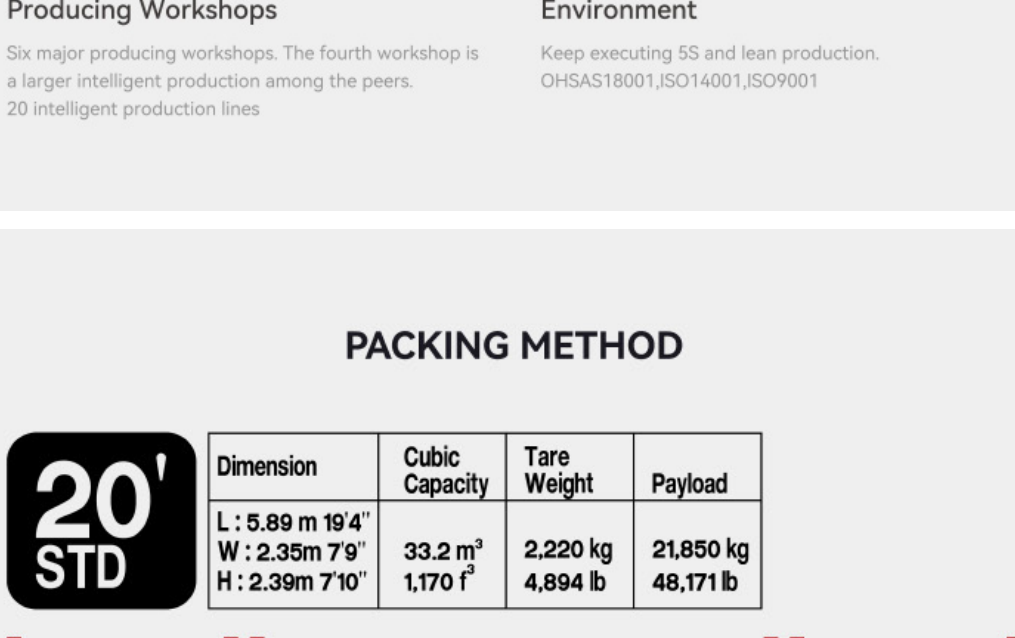 Producing Workshops
Six major producing workshops. The fourth workshop is
a larger intelligent production among the peers.
20 intelligent production lines
Environment
Keep executing 5S and lean production.
OHSAS18001,ISO14001,ISO9001
PACKING METHOD
20'
STD
Dimension
Cubic
Capacity
Tare
Weight
Payload
L : 5.89 m 19'4"
W : 2.35m 7'9"
H : 2.39m 7'10"
33.2 m³
1,170 f³
2,220 kg
4,894 lb
21,850 kg
48,171 lb